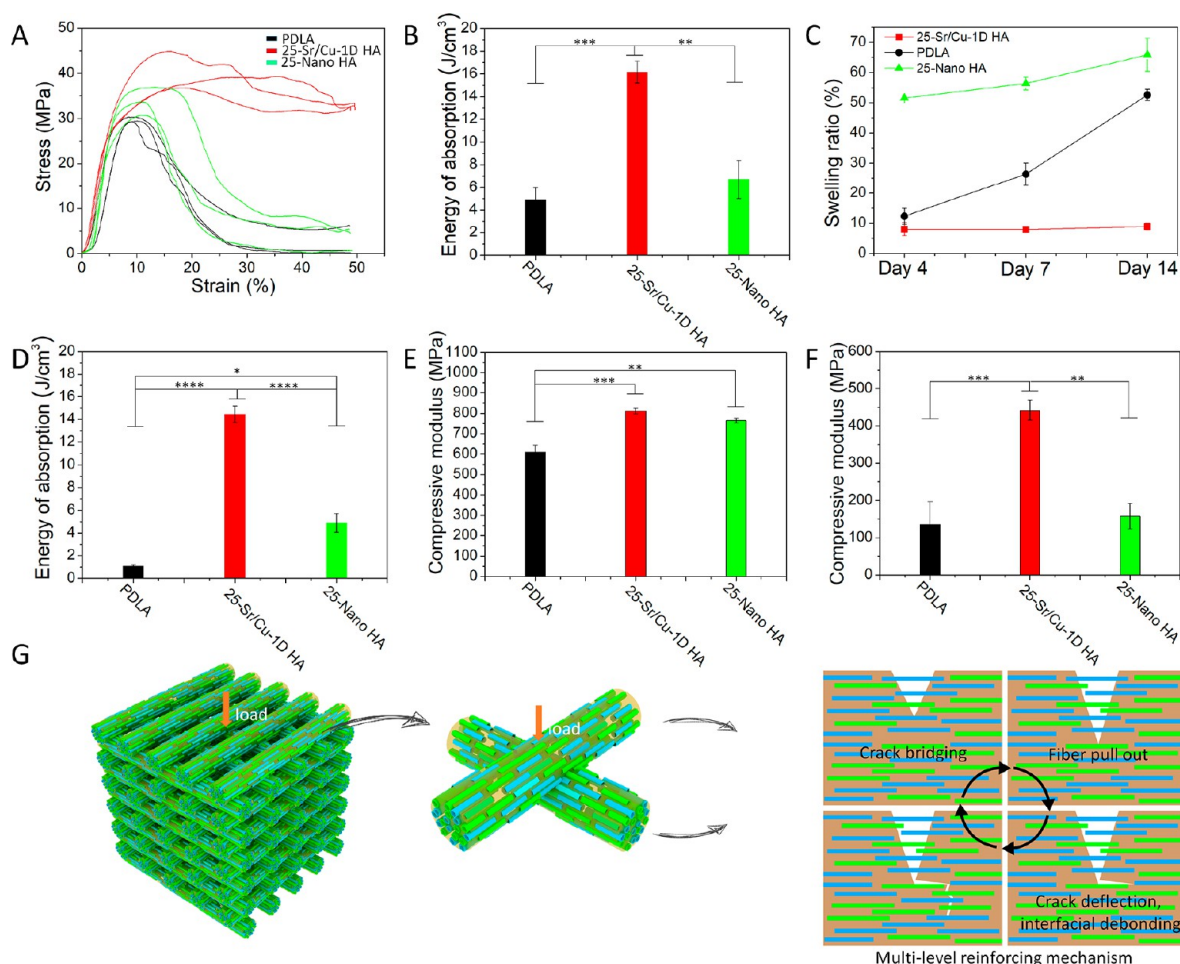 A
Stress (MPa)
50
40
30
20
10
0
PDLA
25-Sr/Cu-1D HA
25-Nano HA
0 10 20 30 40 50
Strain (%)
B
Energy of absorption (J/cm³)
20
18
16
14
12
10
8
6
4
2
0
*** **
PDLA
25-Sr/Cu-1D HA
25-Nano HA
C
25-Sr/Cu-1D HA
PDLA
25-Nano HA
Swelling ratio (%)
70
60
50
40
30
20
10
0
Day 4 Day 7 Day 14
D
Energy of absorption (J/cm³)
20
18
16
14
12
10
8
6
4
2
0
*
**** ****
PDLA
25-Sr/Cu-1D HA
25-Nano HA
E
Compressive modulus (MPa)
1100
1000
900
800
700
600
500
400
300
200
100
0
**
***
PDLA
25-Sr/Cu-1D HA
25-Nano HA
F
Compressive modulus (MPa)
600
500
400
300
200
100
0
*** **
PDLA
25-Sr/Cu-1D HA
25-Nano HA
G
load
load
Crack bridging
Fiber pull out
Crack deflection,
interfacial debonding
Multi-level reinforcing mechanism